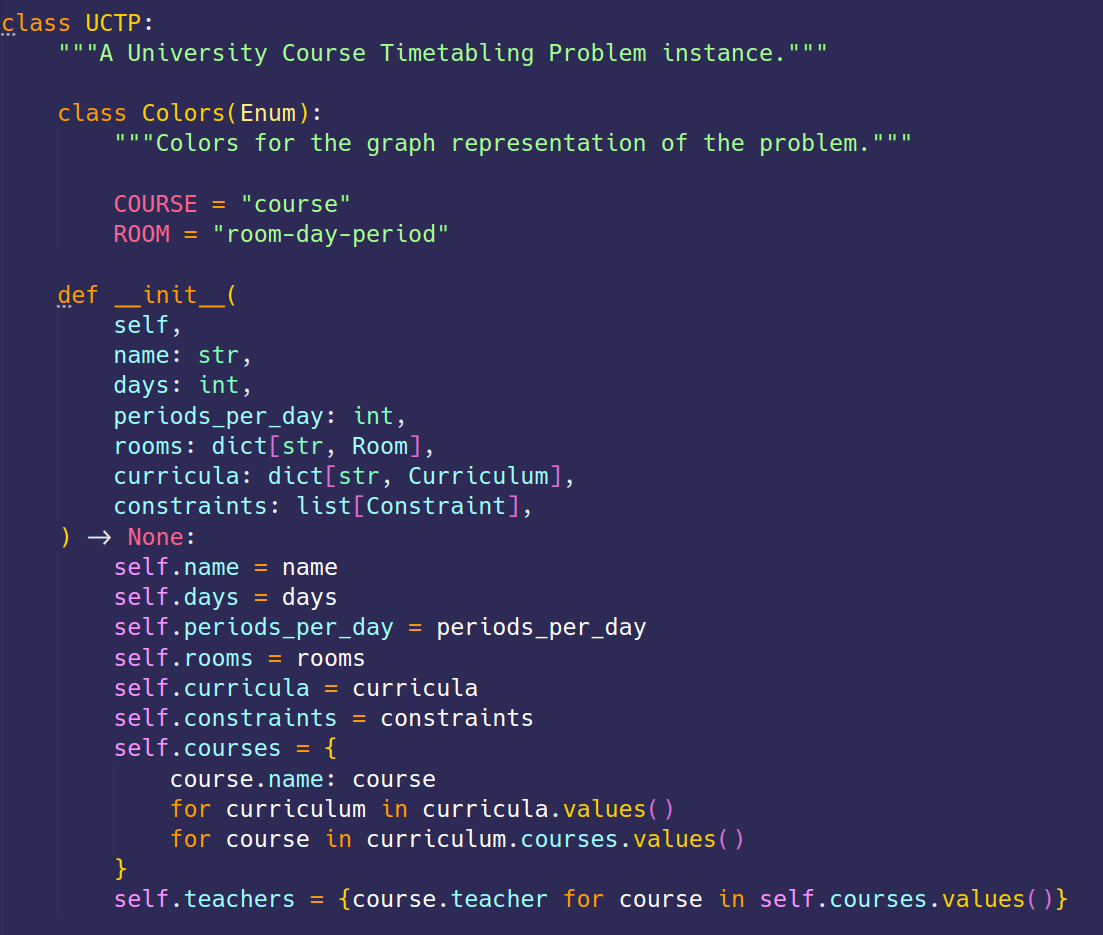 class UCTP:
    """A University Course Timetabling Problem instance."""

    class Colors(Enum):
        """Colors for the graph representation of the problem."""

        COURSE = "course"
        ROOM = "room-day-period"

    def __init__(
        self,
        name: str,
        days: int,
        periods_per_day: int,
        rooms: dict[str, Room],
        curricula: dict[str, Curriculum],
        constraints: list[Constraint],
    ) → None:
        self.name = name
        self.days = days
        self.periods_per_day = periods_per_day
        self.rooms = rooms
        self.curricula = curricula
        self.constraints = constraints
        self.courses = {
            course.name: course
            for curriculum in curricula.values()
            for course in curriculum.courses.values()
        }
        self.teachers = {course.teacher for course in self.courses.values()}